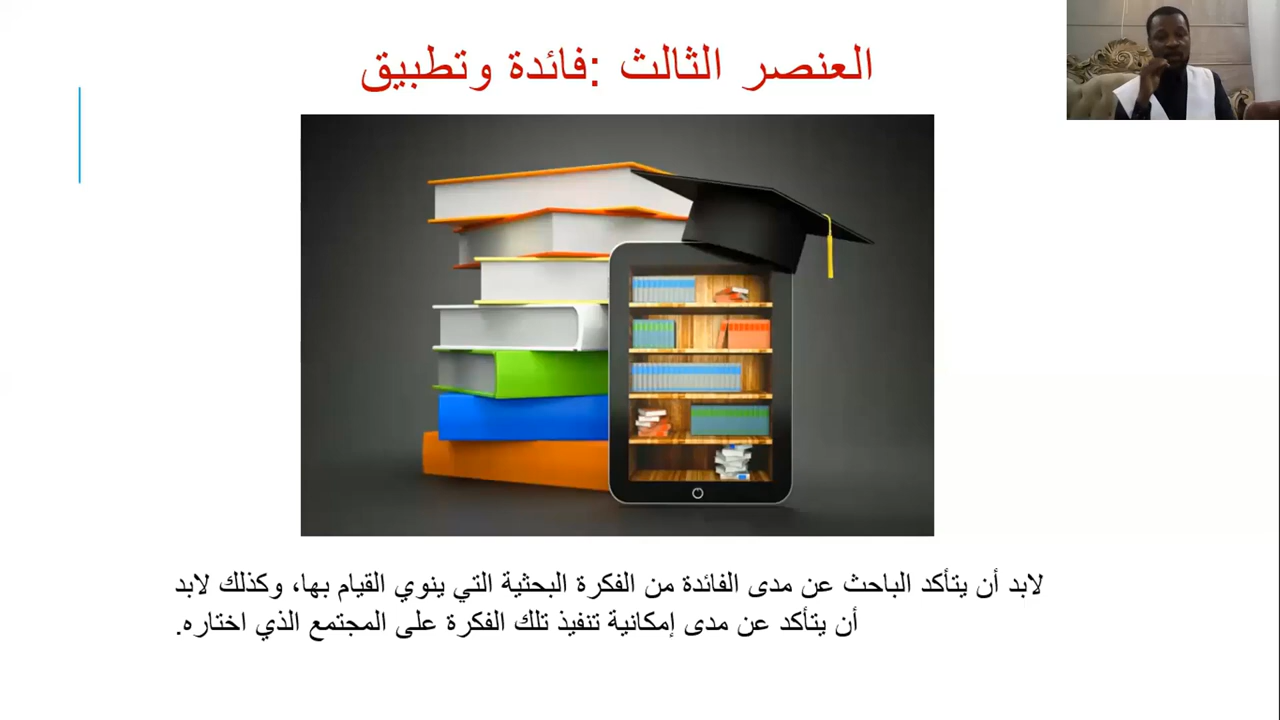 العنصر الثالث :فائدة وتطبيق
لابد أن يتأكد الباحث عن مدى الفائدة من الفكرة البحثية التي ينوي القيام بها، وكذلك لابد
أن يتأكد عن مدى إمكانية تنفيذ تلك الفكرة على المجتمع الذي اختاره.